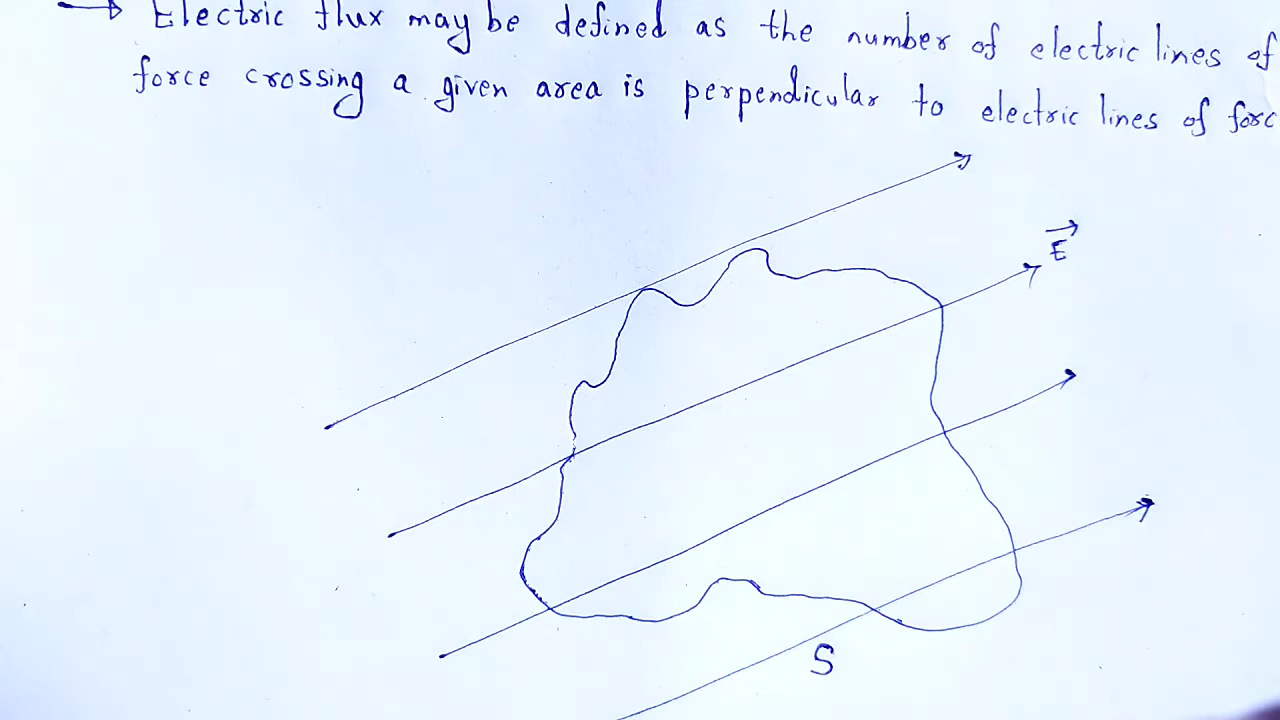 → Electric flux may be defined as the number of electric lines of
force crossing a given area is perpendicular to electric lines of forc
E
S